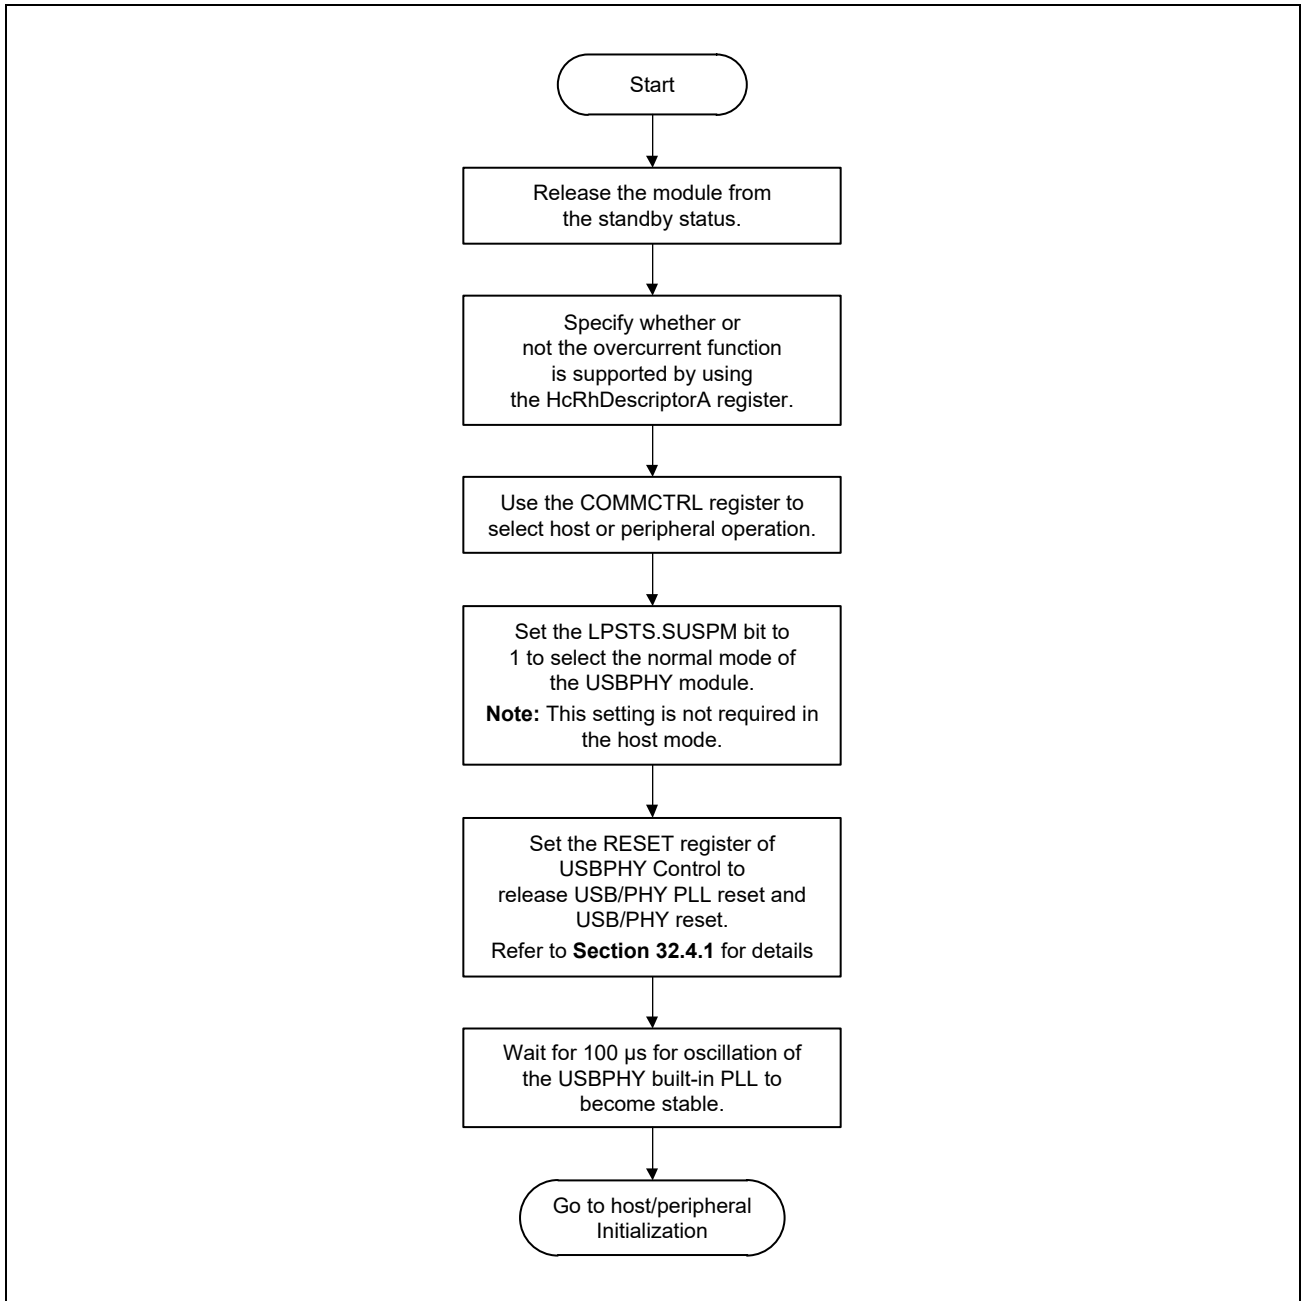 Start
Release the module from
the standby status.
Specify whether or
not the overcurrent function
is supported by using
the HcRhDescriptorA register.
Use the COMMCTRL register to
select host or peripheral operation.
Set the LPSTS.SUSPM bit to
1 to select the normal mode of
the USBPHY module.
Note: This setting is not required in
the host mode.
Set the RESET register of
USBPHY Control to
release USB/PHY PLL reset and
USB/PHY reset.
Refer to Section 32.4.1 for details
Wait for 100 µs for oscillation of
the USBPHY built-in PLL to
become stable.
Go to host/peripheral
Initialization